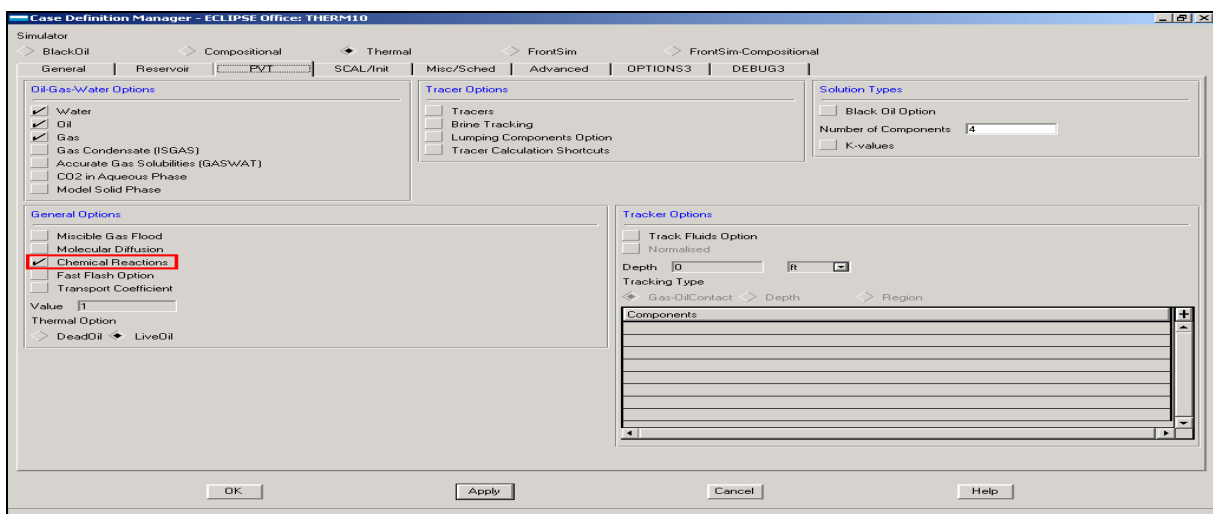 Case Definition Manager - ECLIPSE Office: THERM10
Simulator
BlackOil Compositional Thermal FrontSim FrontSim-Compositional
General Reservoir PVT SCAL/Init Misc/Sched Advanced OPTIONS3 DEBUG3
Oil-Gas-Water Options
Water
Oil
Gas
Gas Condensate (ISGAS)
Accurate Gas Solubilities (GASWAT)
CO2 in Aqueous Phase
Model Solid Phase
Tracer Options
Tracers
Brine Tracking
Lumping Components Option
Tracer Calculation Shortcuts
Solution Types
Black Oil Option
Number of Components 4
K-values
General Options
Miscible Gas Flood
Molecular Diffusion
Chemical Reactions
Fast Flash Option
Transport Coefficient
Value 1
Thermal Option
DeadOil LiveOil
Tracker Options
Track Fluids Option
Normalised
Depth 0 ft
Tracking Type
Gas-OilContact Depth Region
Components
OK Apply Cancel Help